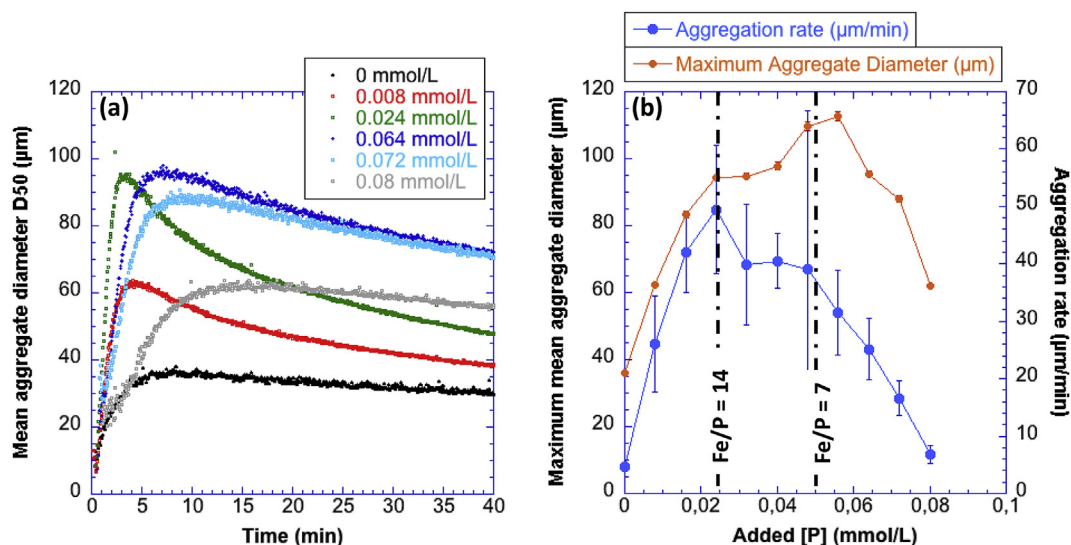 0 mmol/L
0.008 mmol/L
0.024 mmol/L
0.064 mmol/L
0.072 mmol/L
0.08 mmol/L
(a)
Mean aggregate diameter D50 (µm)
120
100
80
60
40
20
0
0 5 10 15 20 25 30 35 40
Time (min)
Aggregation rate (µm/min)
Maximum Aggregate Diameter (µm)
(b)
Maximum mean aggregate diameter (µm)
120
100
80
60
40
20
0
Fe/P = 14
Fe/P = 7
70
60
50
40
30
20
10
0
Aggregation rate (µm/min)
0 0,02 0,04 0,06 0,08 0,1
Added [P] (mmol/L)